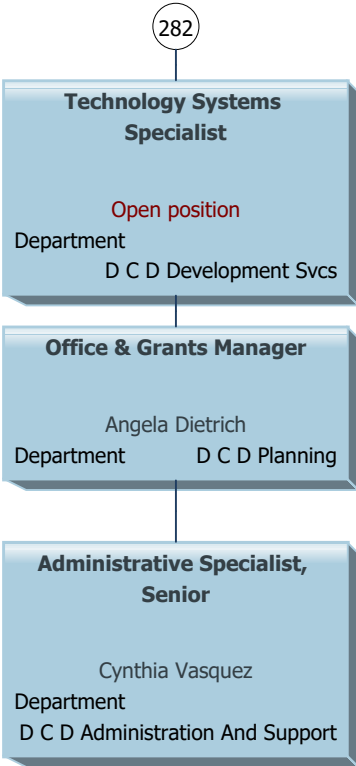 282
Technology Systems
Specialist
Open position
Department
D C D Development Svcs
Office & Grants Manager
Angela Dietrich
Department D C D Planning
Administrative Specialist,
Senior
Cynthia Vasquez
Department
D C D Administration And Support